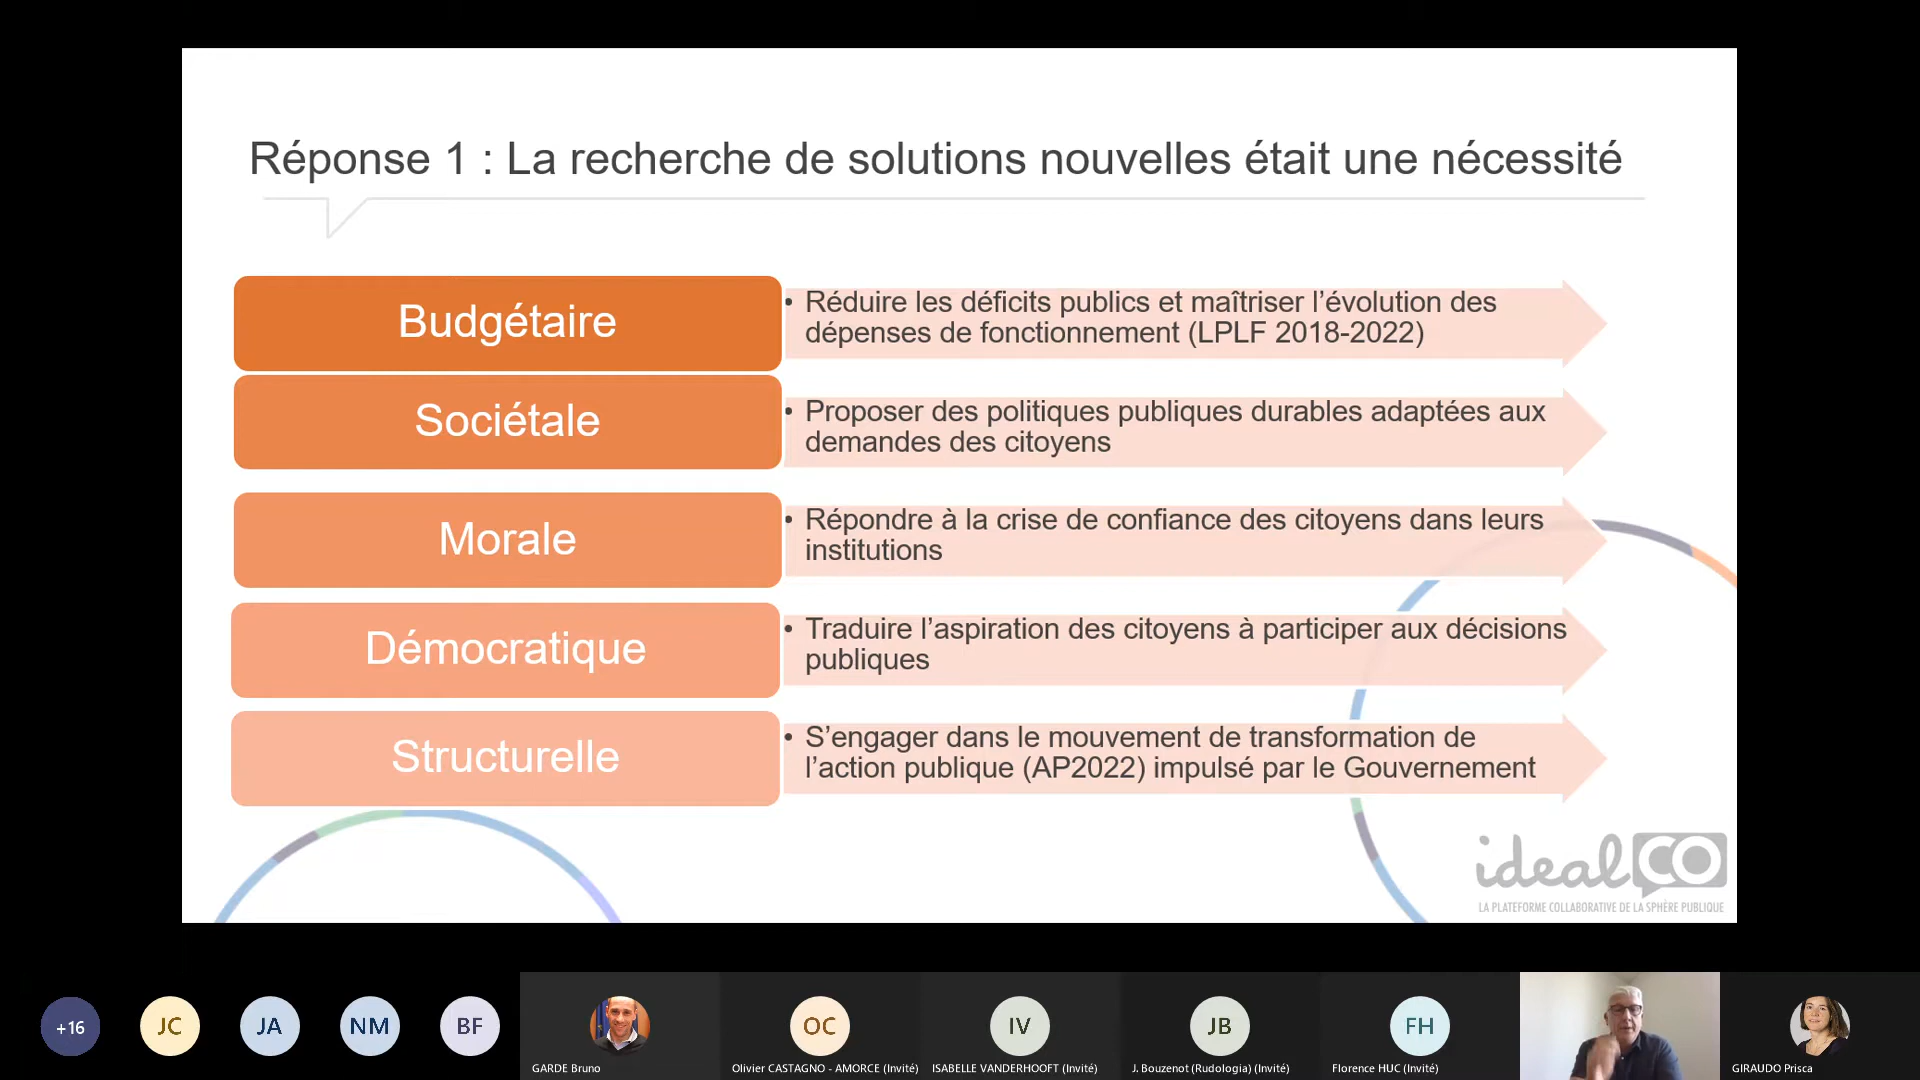 Réponse 1 : La recherche de solutions nouvelles était une nécessité
Budgétaire
• Réduire les déficits publics et maîtriser l’évolution des
dépenses de fonctionnement (LPLF 2018-2022)
Sociétale
• Proposer des politiques publiques durables adaptées aux
demandes des citoyens
Morale
• Répondre à la crise de confiance des citoyens dans leurs
institutions
Démocratique
• Traduire l’aspiration des citoyens à participer aux décisions
publiques
Structurelle
• S’engager dans le mouvement de transformation de
l’action publique (AP2022) impulsé par le Gouvernement
idealCO
LA PLATEFORME COLLABORATIVE DE LA SPHÈRE PUBLIQUE
+16
JC
JA
NM
BF
GARDE Bruno
OC
Olivier CASTAGNO - AMORCE (Invité)
IV
ISABELLE VANDERHOOFT (Invité)
JB
J. Bouzenot (Rudologia) (Invité)
FH
Florence HUC (Invité)
GIRAUDO Prisca